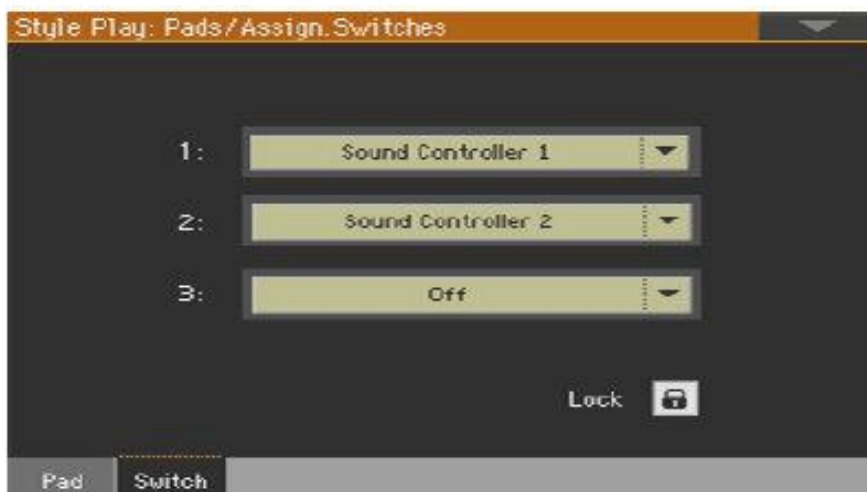 Style Play: Pads/Assign.Switches
1: Sound Controller 1
2: Sound Controller 2
3: Off
Lock
Pad Switch